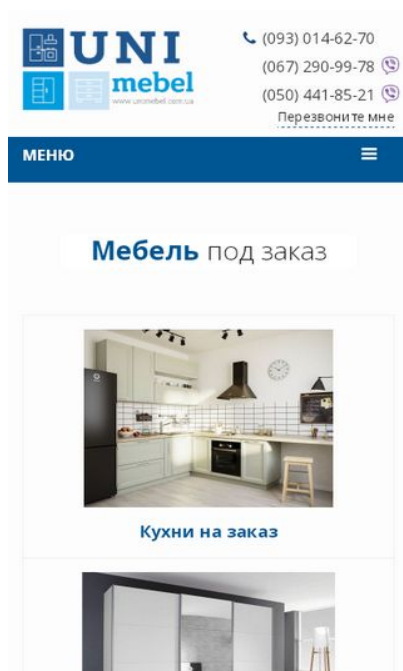 UNI
mebel
www.unimebel.com.ua
(093) 014-62-70
(067) 290-99-78
(050) 441-85-21
Перезвоните мне
МЕНЮ
Мебель под заказ
Кухни на заказ